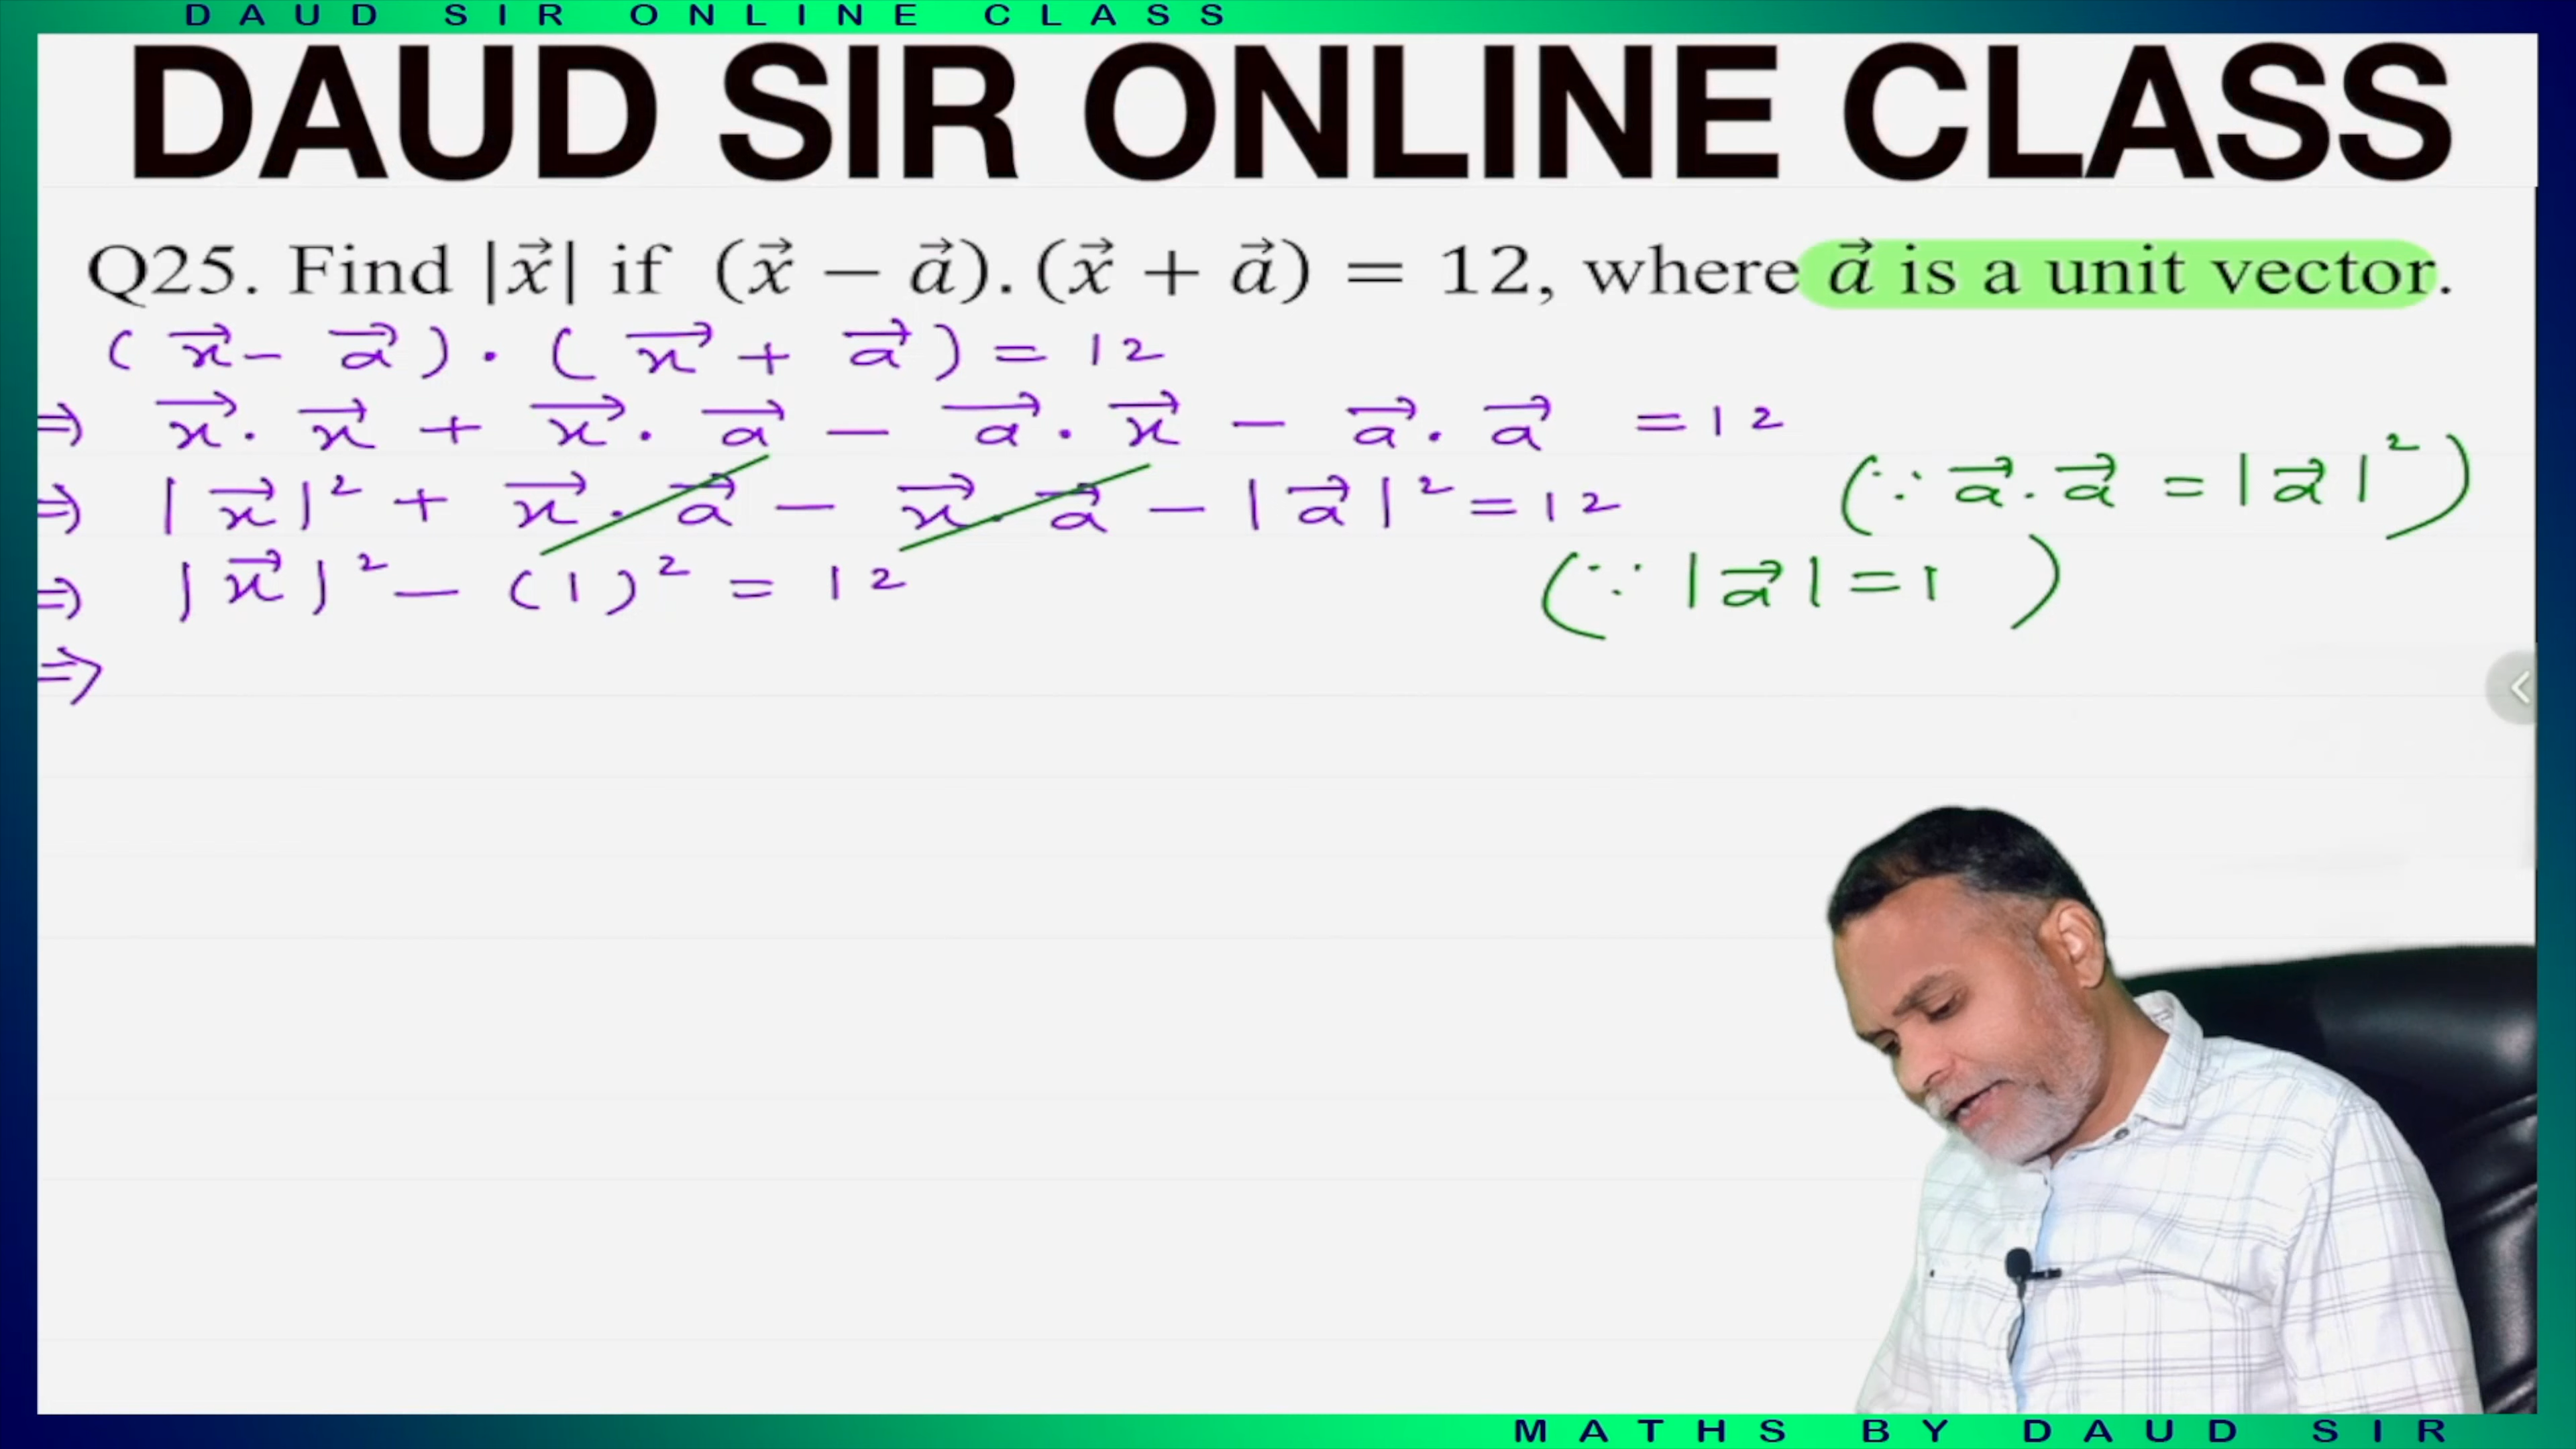 DAUD SIR ONLINE CLASS
DAUD SIR ONLINE CLASS
Q25. Find |x⃗| if (x⃗ − a⃗).(x⃗ + a⃗) = 12, where a⃗ is a unit vector.
(x⃗ − a⃗) · (x⃗ + a⃗) = 12
⇒ x⃗ · x⃗ + x⃗ · a⃗ − a⃗ · x⃗ − a⃗ · a⃗ = 12
⇒ |x⃗|² + x⃗ · a⃗ − x⃗ · a⃗ − |a⃗|² = 12 (∵ a⃗ · a⃗ = |a⃗|²)
⇒ |x⃗|² − (1)² = 12 (∵ |a⃗| = 1)
⇒
MATHS BY DAUD SIR